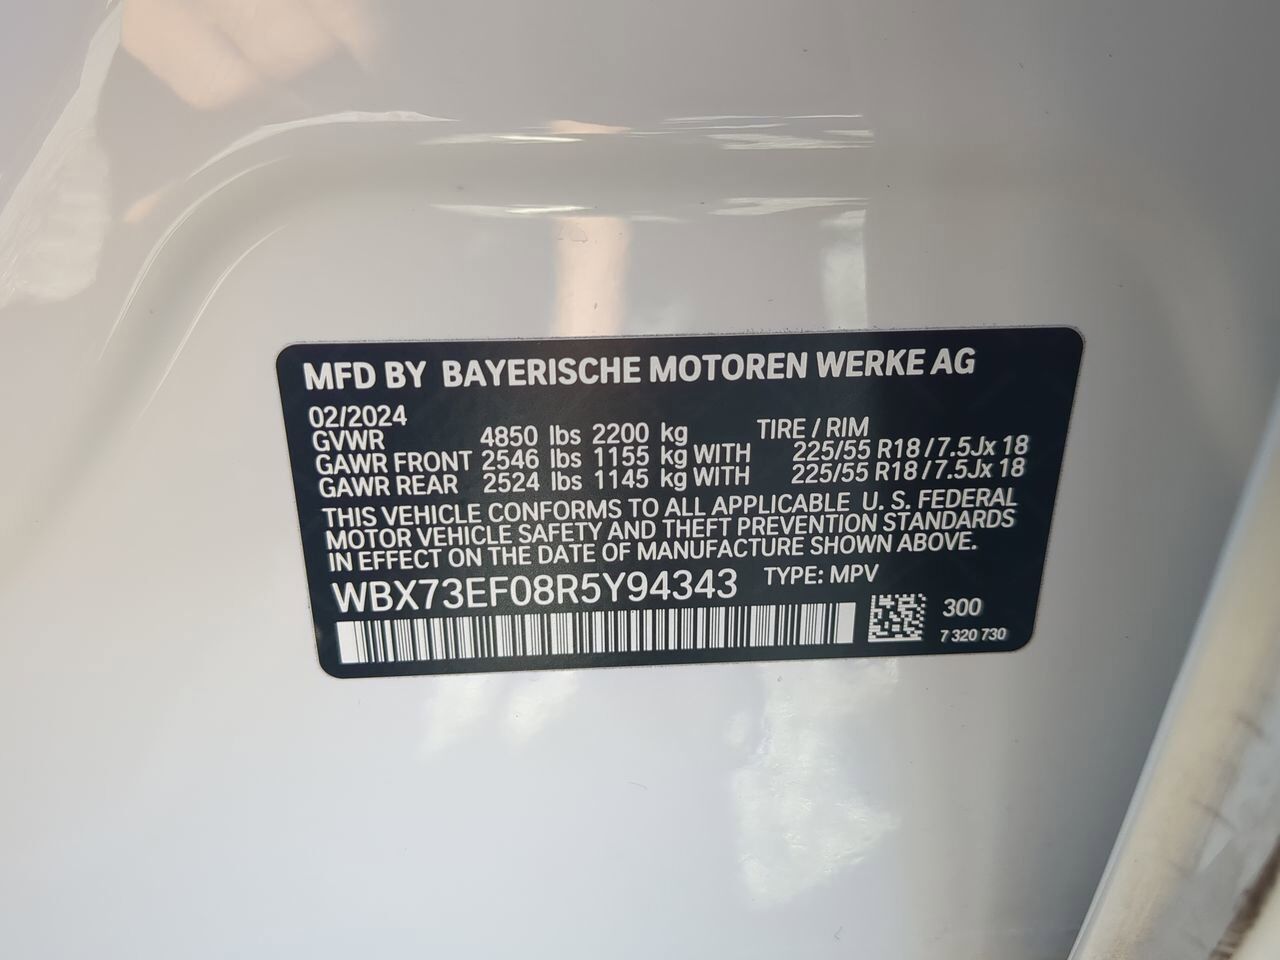 MFD BY BAYERISCHE MOTOREN WERKE AG
02/2024
GVWR 4850 lbs 2200 kg TIRE / RIM
GAWR FRONT 2546 lbs 1155 kg WITH 225/55 R18 / 7.5Jx 18
GAWR REAR 2524 lbs 1145 kg WITH 225/55 R18 / 7.5Jx 18
THIS VEHICLE CONFORMS TO ALL APPLICABLE U. S. FEDERAL
MOTOR VEHICLE SAFETY AND THEFT PREVENTION STANDARDS
IN EFFECT ON THE DATE OF MANUFACTURE SHOWN ABOVE.
WBX73EF08R5Y94343 TYPE: MPV
300
7 320 730